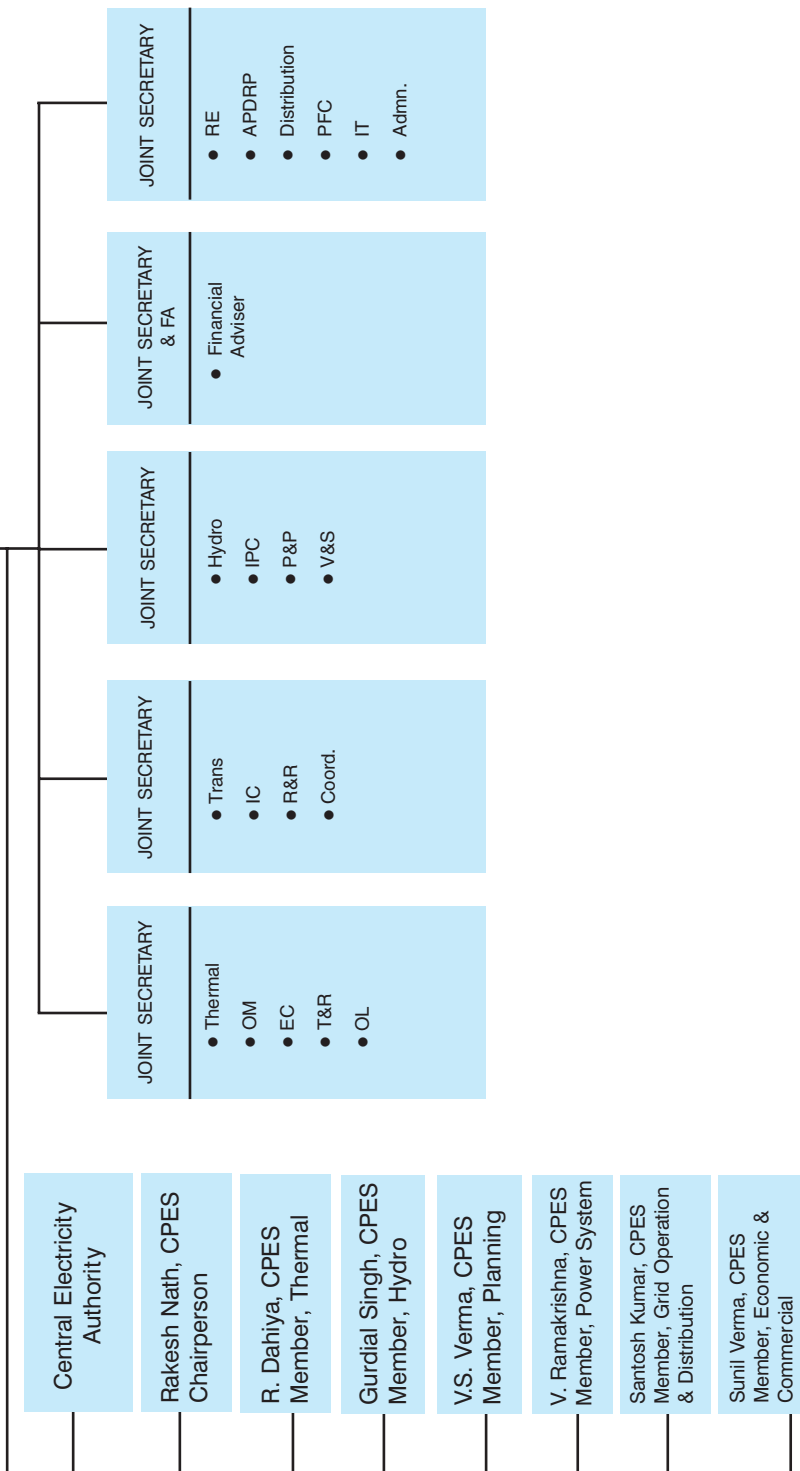 Central Electricity
Authority
Rakesh Nath, CPES
Chairperson
R. Dahiya, CPES
Member, Thermal
Gurdial Singh, CPES
Member, Hydro
V.S. Verma, CPES
Member, Planning
V. Ramakrishna, CPES
Member, Power System
Santosh Kumar, CPES
Member, Grid Operation
& Distribution
Sunil Verma, CPES
Member, Economic &
Commercial
JOINT SECRETARY
• Thermal
• OM
• EC
• T&R
• OL
JOINT SECRETARY
• Trans
• IC
• R&R
• Coord.
JOINT SECRETARY
• Hydro
• IPC
• P&P
• V&S
JOINT SECRETARY
& FA
• Financial
Adviser
JOINT SECRETARY
• RE
• APDRP
• Distribution
• PFC
• IT
• Admn.